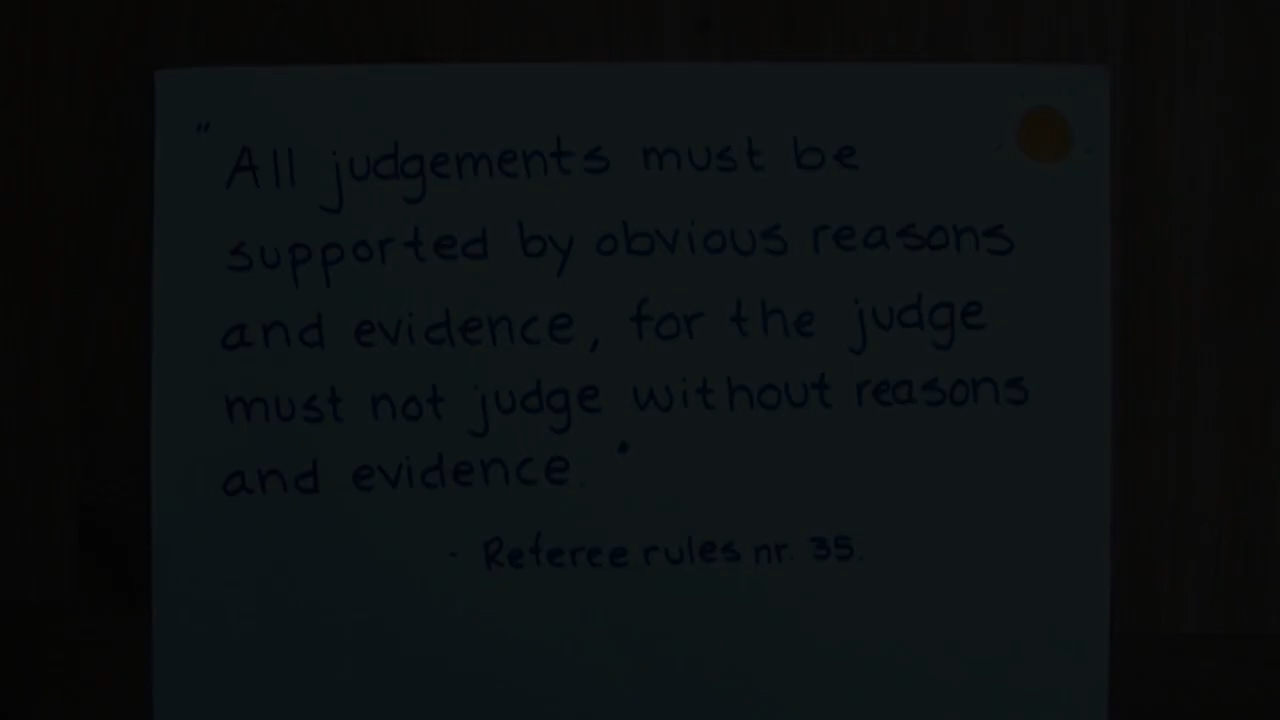 "All judgements must be
supported by obvious reasons
and evidence, for the judge
must not judge without reasons
and evidence."
- Referee rules nr. 35.